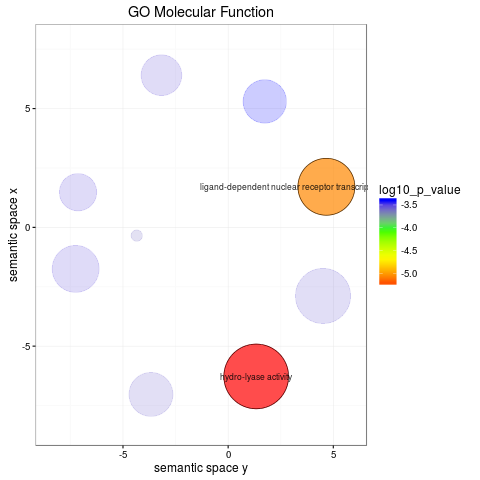 GO Molecular Function
5
0
-5
semantic space x
ligand-dependent nuclear receptor transcrip
hydro-lyase activity
-5
0
5
semantic space y
log10_p_value
-3.5
-4.0
-4.5
-5.0